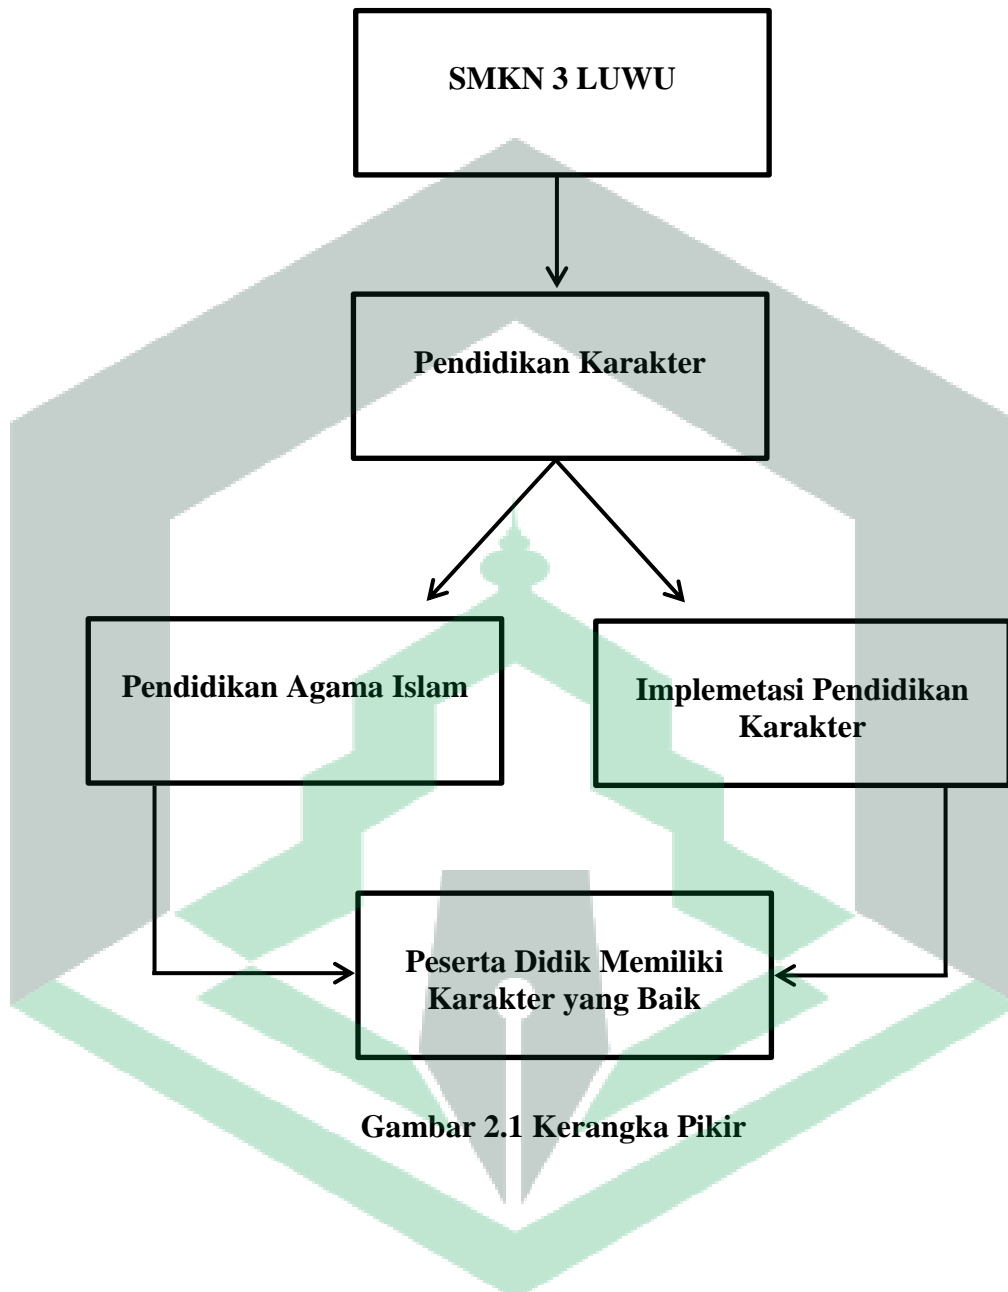 SMKN 3 LUWU
Pendidikan Karakter
Pendidikan Agama Islam
Implemetasi Pendidikan
Karakter
Peserta Didik Memiliki
Karakter yang Baik
Gambar 2.1 Kerangka Pikir